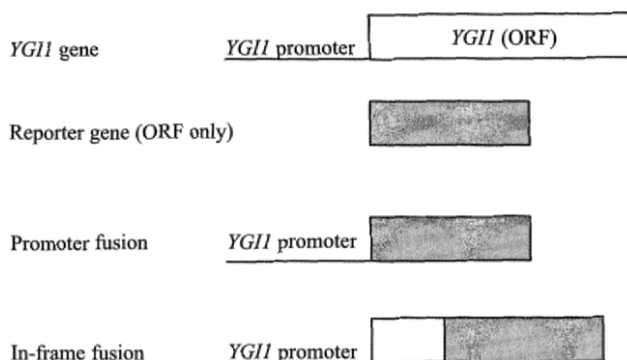 YGI1 gene YGI1 promoter YGI1 (ORF)
Reporter gene (ORF only)
Promoter fusion YGI1 promoter
In-frame fusion YGI1 promoter